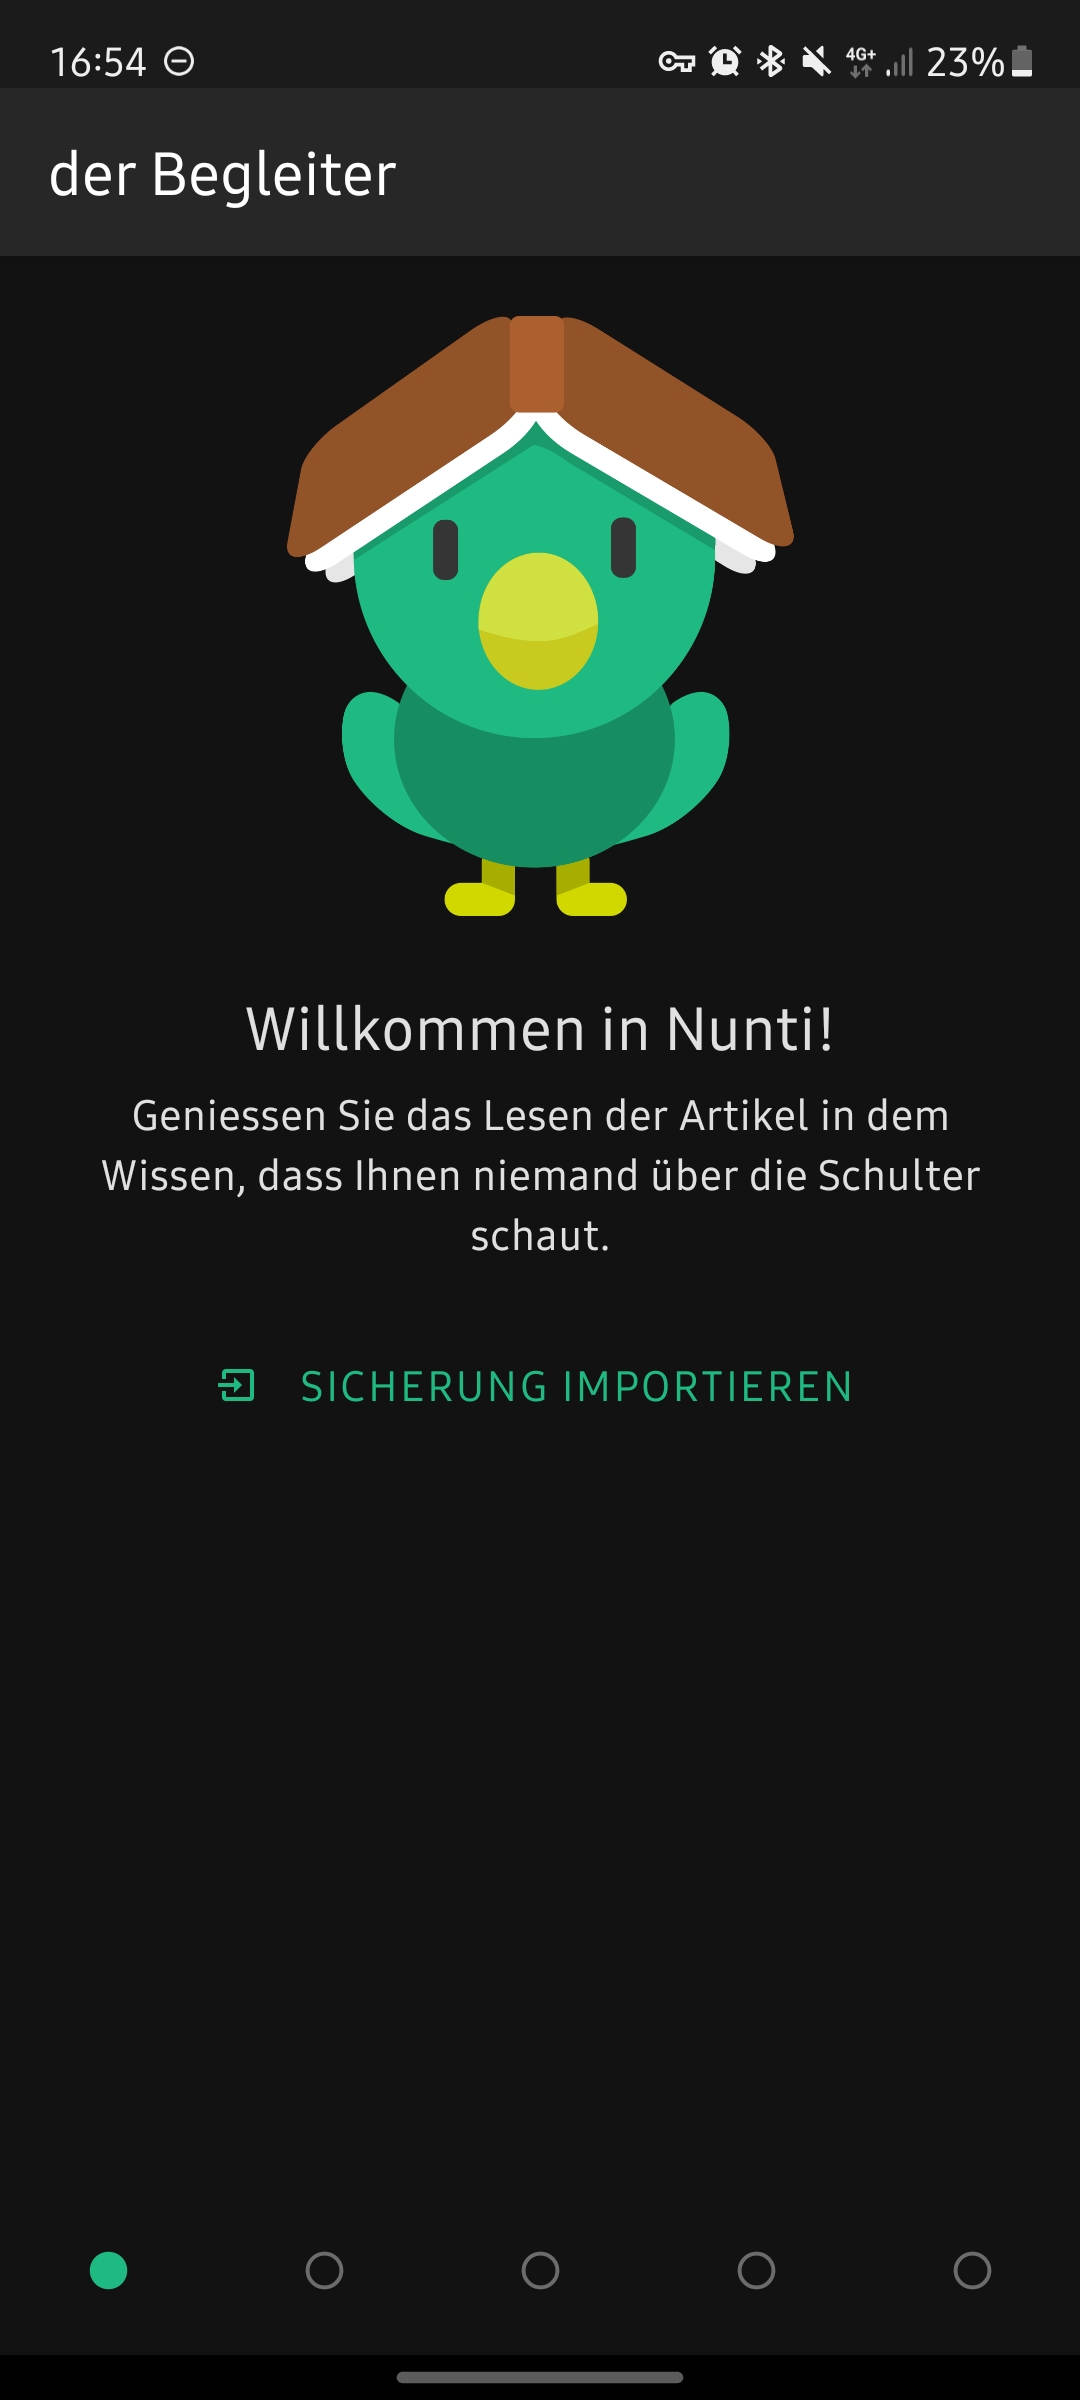 16:54
4G+
23%
der Begleiter
Willkommen in Nunti!
Geniessen Sie das Lesen der Artikel in dem
Wissen, dass Ihnen niemand über die Schulter
schaut.
SICHERUNG IMPORTIEREN